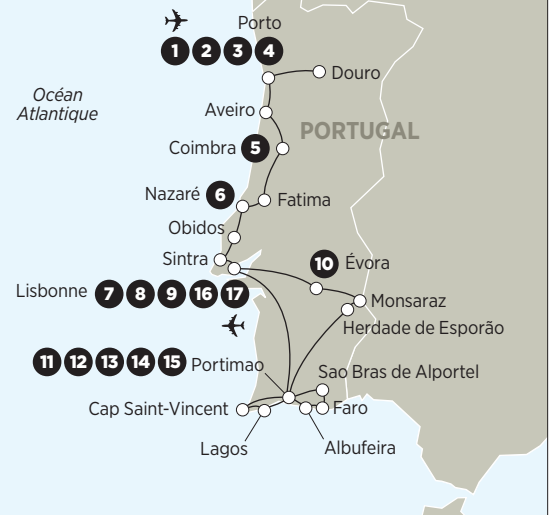 Porto
1 2 3 4
Douro
Océan
Atlantique
Aveiro
PORTUGAL
Coimbra 5
Nazaré 6
Fatima
Obidos
Sintra
10 Évora
Lisbonne 7 8 9 16 17
Monsaraz
Herdade de Esporão
11 12 13 14 15 Portimao
Sao Bras de Alportel
Cap Saint-Vincent
Faro
Lagos
Albufeira